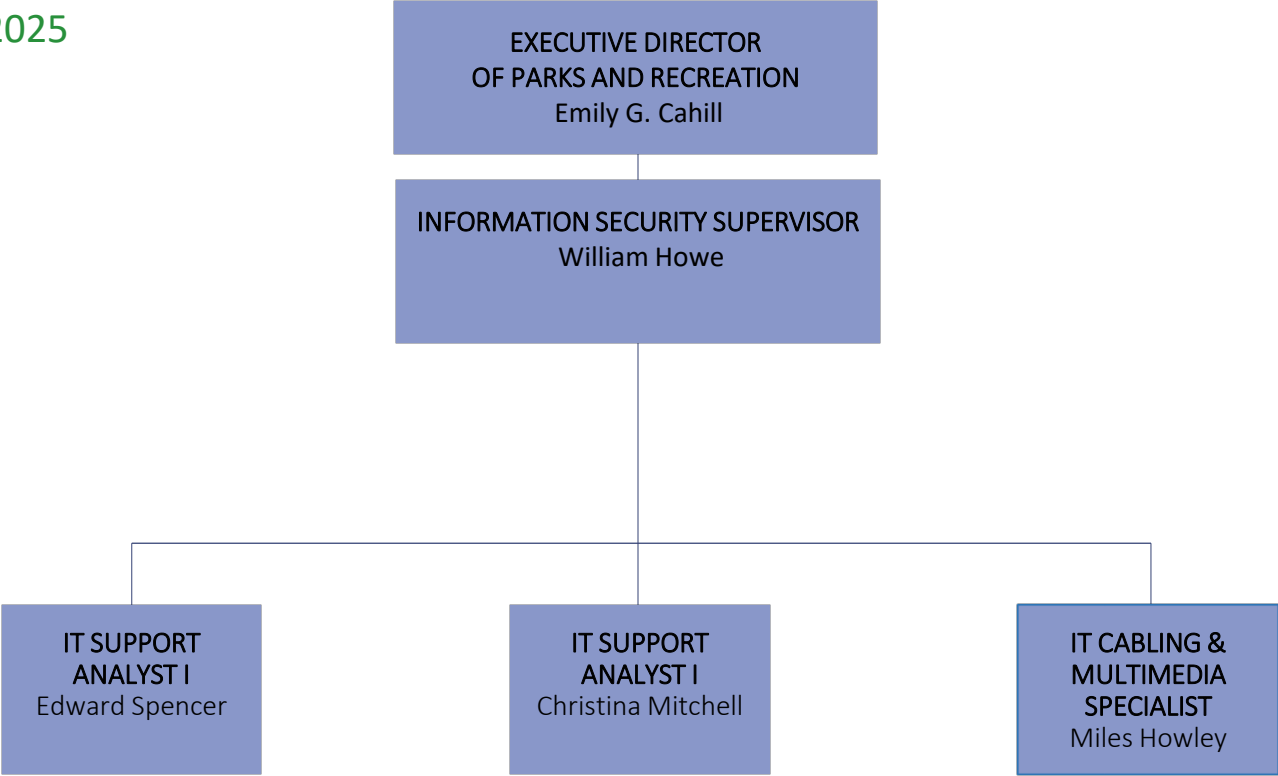 2025
EXECUTIVE DIRECTOR
OF PARKS AND RECREATION
Emily G. Cahill
INFORMATION SECURITY SUPERVISOR
William Howe
IT SUPPORT
ANALYST I
Edward Spencer
IT SUPPORT
ANALYST I
Christina Mitchell
IT CABLING &
MULTIMEDIA
SPECIALIST
Miles Howley